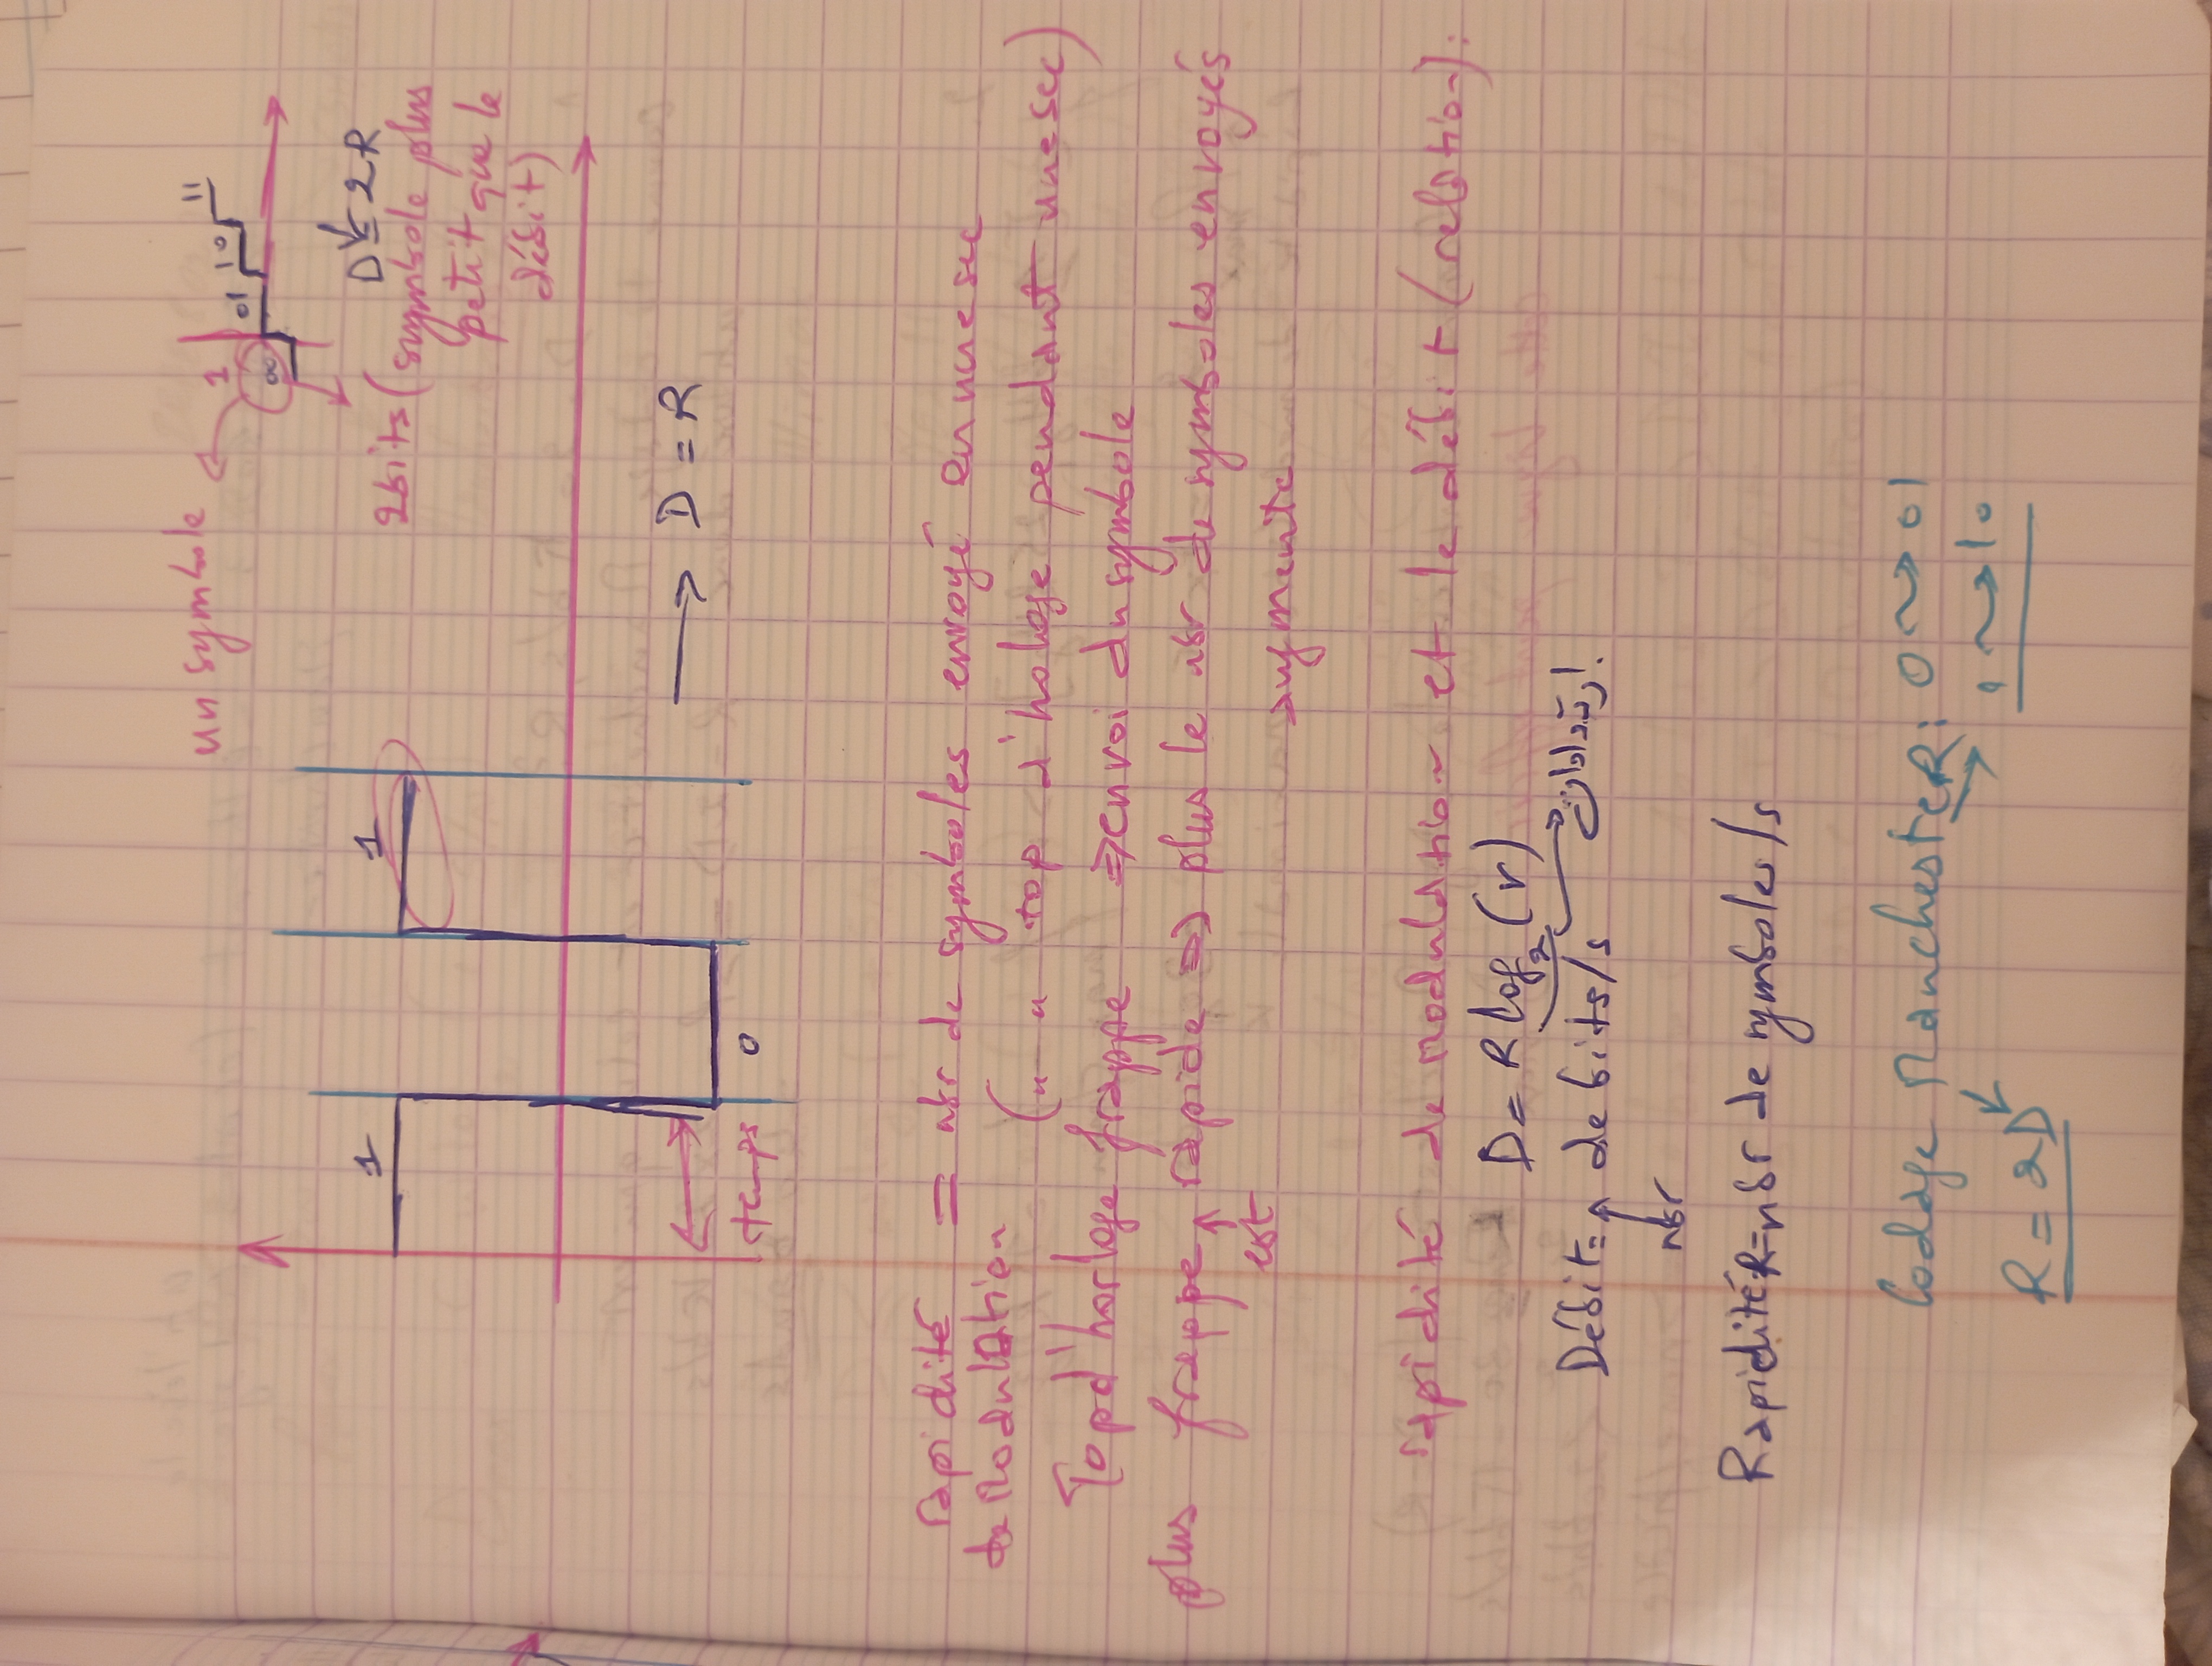 un symbole
1
00
01
10
11
D = 2R
2bits (symbole plus
petit que le
débit)
1
0
1
temps
→ D = R
rapidité = nbr de symboles envoyé en une sec
de Modulation
(" " top d'horloge pendant une sec)
Top d'horloge frappe ⇒ envoi du symbole
plus frappe rapide ⇒ plus le nbr de symboles envoyés
est
augmente
rapidité de modulation et le débit (relation):
D = R log₂ (r)
Débit = de bits/s
nbr
Rapidité R = nbr de symboles/s
Codage ManchesteR: 0 ~> 01
1 ~> 10
R = 2D